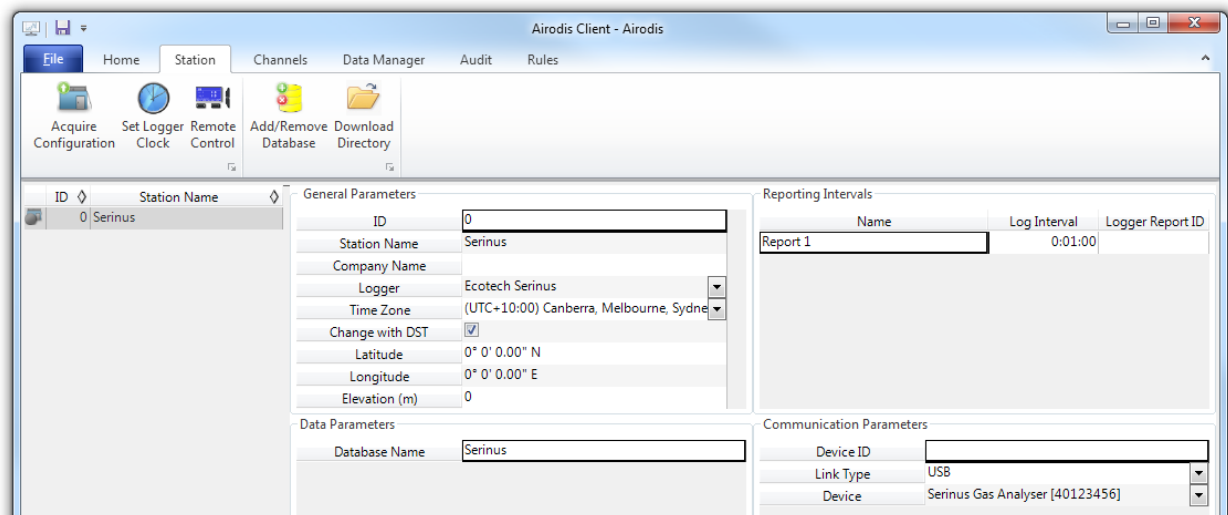 Airodis Client - Airodis
File Home Station Channels Data Manager Audit Rules
Acquire Configuration
Set Logger Clock
Remote Control
Add/Remove Database
Download Directory
ID Station Name
0 Serinus
General Parameters
ID 0
Station Name Serinus
Company Name
Logger Ecotech Serinus
Time Zone (UTC+10:00) Canberra, Melbourne, Sydne
Change with DST
Latitude 0° 0' 0.00" N
Longitude 0° 0' 0.00" E
Elevation (m) 0
Reporting Intervals
Name Log Interval Logger Report ID
Report 1 0:01:00
Data Parameters
Database Name Serinus
Communication Parameters
Device ID
Link Type USB
Device Serinus Gas Analyser [40123456]